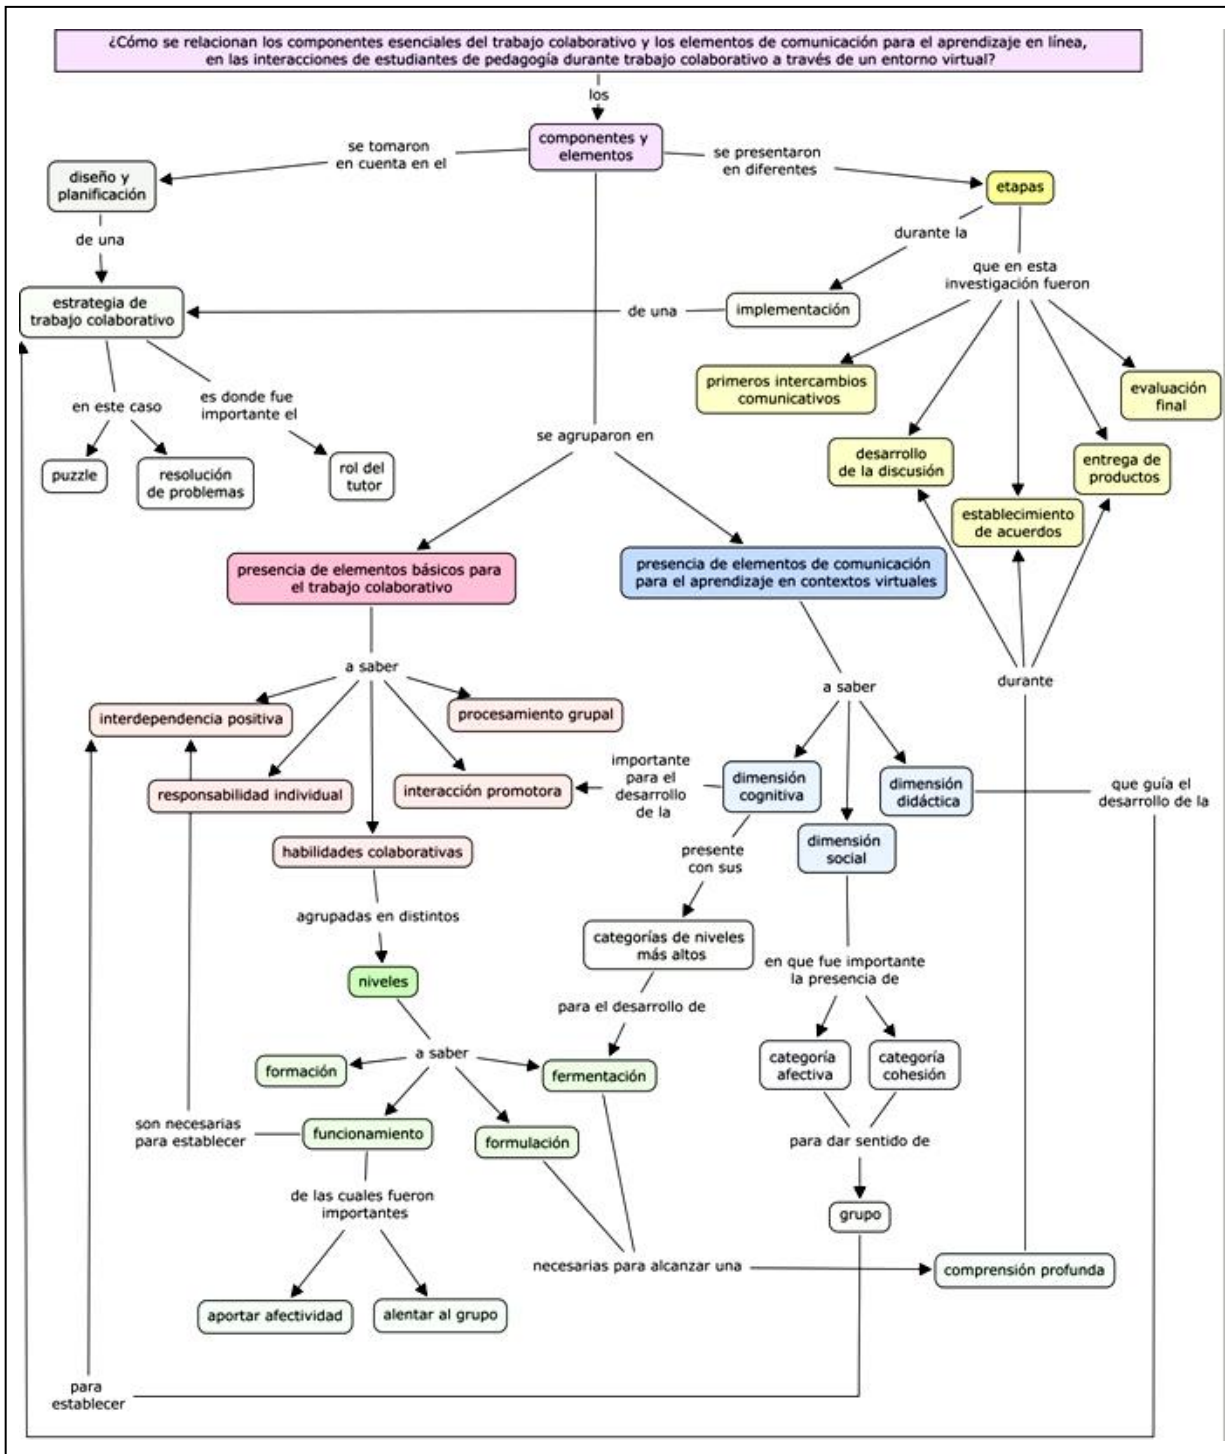 ¿Cómo se relacionan los componentes esenciales del trabajo colaborativo y los elementos de comunicación para el aprendizaje en línea,
en las interacciones de estudiantes de pedagogía durante trabajo colaborativo a través de un entorno virtual?
los
componentes y
elementos
se tomaron
en cuenta en el
se presentaron
en diferentes
diseño y
planificación
etapas
de una
durante la
que en esta
investigación fueron
estrategia de
trabajo colaborativo
de una
implementación
primeros intercambios
comunicativos
evaluación
final
en este caso
es donde fue
importante el
se agruparon en
puzzle
resolución
de problemas
rol del
tutor
desarrollo
de la discusión
entrega de
productos
establecimiento
de acuerdos
presencia de elementos básicos para
el trabajo colaborativo
presencia de elementos de comunicación
para el aprendizaje en contextos virtuales
a saber
a saber
durante
interdependencia positiva
procesamiento grupal
responsabilidad individual
interacción promotora
importante
para el
desarrollo
de la
dimensión
cognitiva
dimensión
didáctica
que guía el
desarrollo de la
habilidades colaborativas
dimensión
social
presente
con sus
agrupadas en distintos
categorías de niveles
más altos
en que fue importante
la presencia de
niveles
para el desarrollo de
a saber
formación
fermentación
categoría
afectiva
categoría
cohesión
son necesarias
para establecer
funcionamiento
formulación
para dar sentido de
de las cuales fueron
importantes
grupo
necesarias para alcanzar una
comprensión profunda
aportar afectividad
alentar al grupo
para
establecer